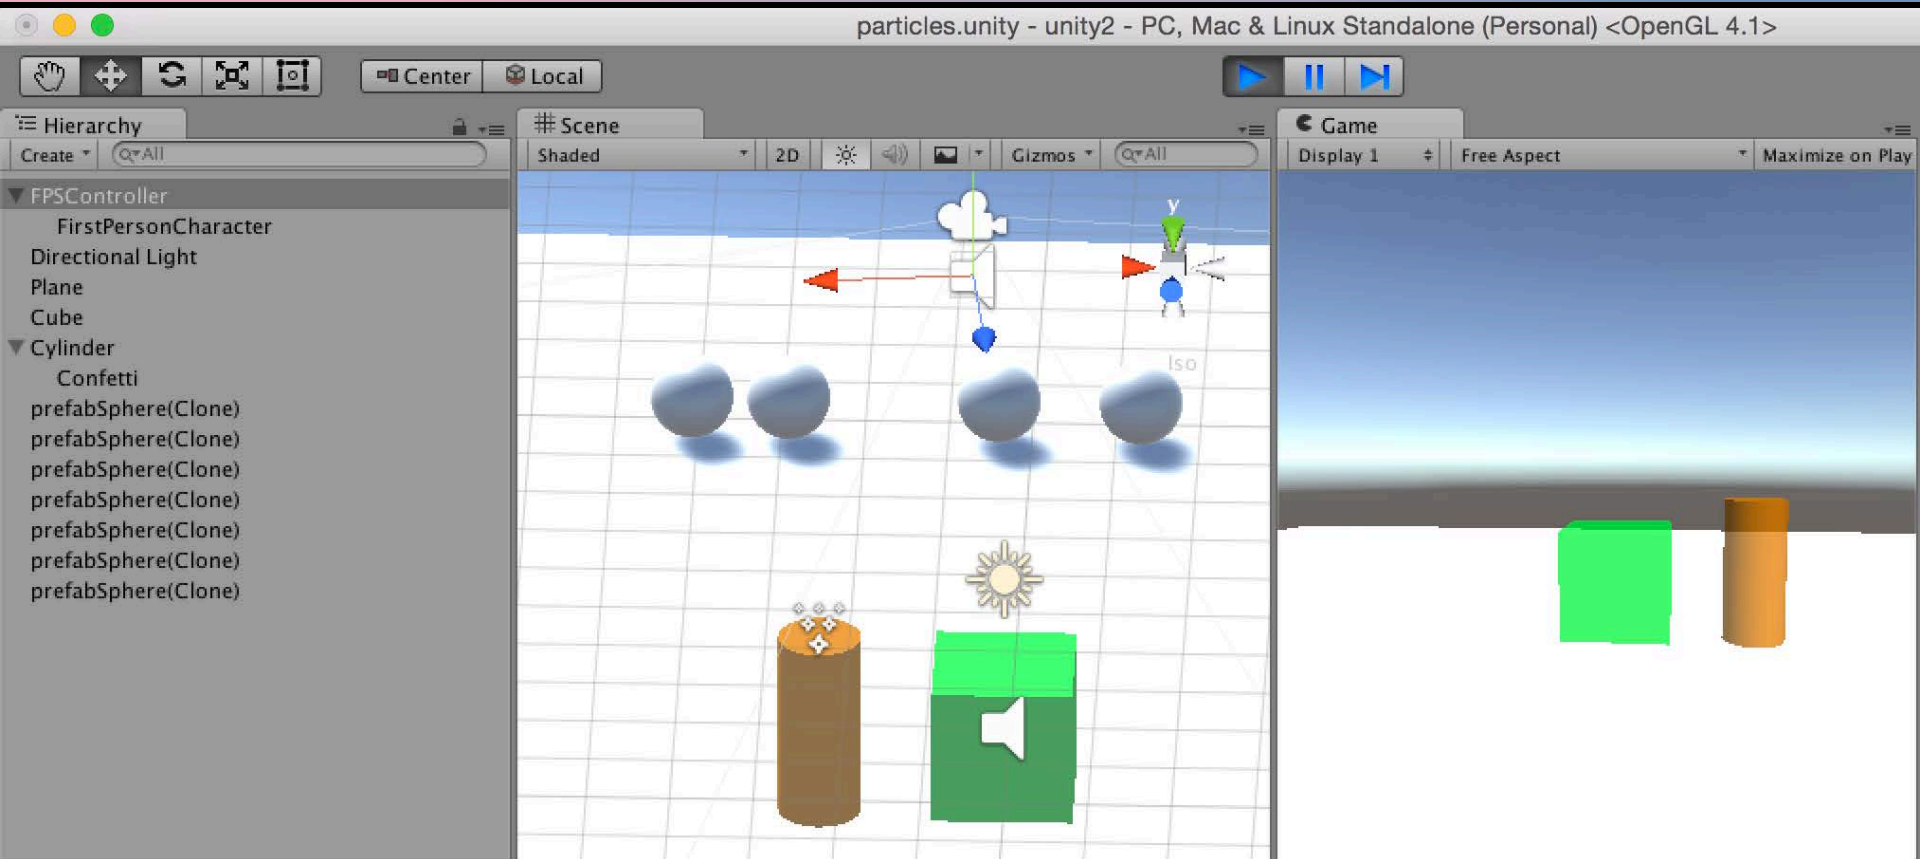 particles.unity - unity2 - PC, Mac & Linux Standalone (Personal) <OpenGL 4.1>
Center Local
Hierarchy
Create All
FPSController
FirstPersonCharacter
Directional Light
Plane
Cube
Cylinder
Confetti
prefabSphere(Clone)
prefabSphere(Clone)
prefabSphere(Clone)
prefabSphere(Clone)
prefabSphere(Clone)
prefabSphere(Clone)
prefabSphere(Clone)
Scene
Shaded 2D Gizmos All
y
Iso
Game
Display 1 Free Aspect Maximize on Play